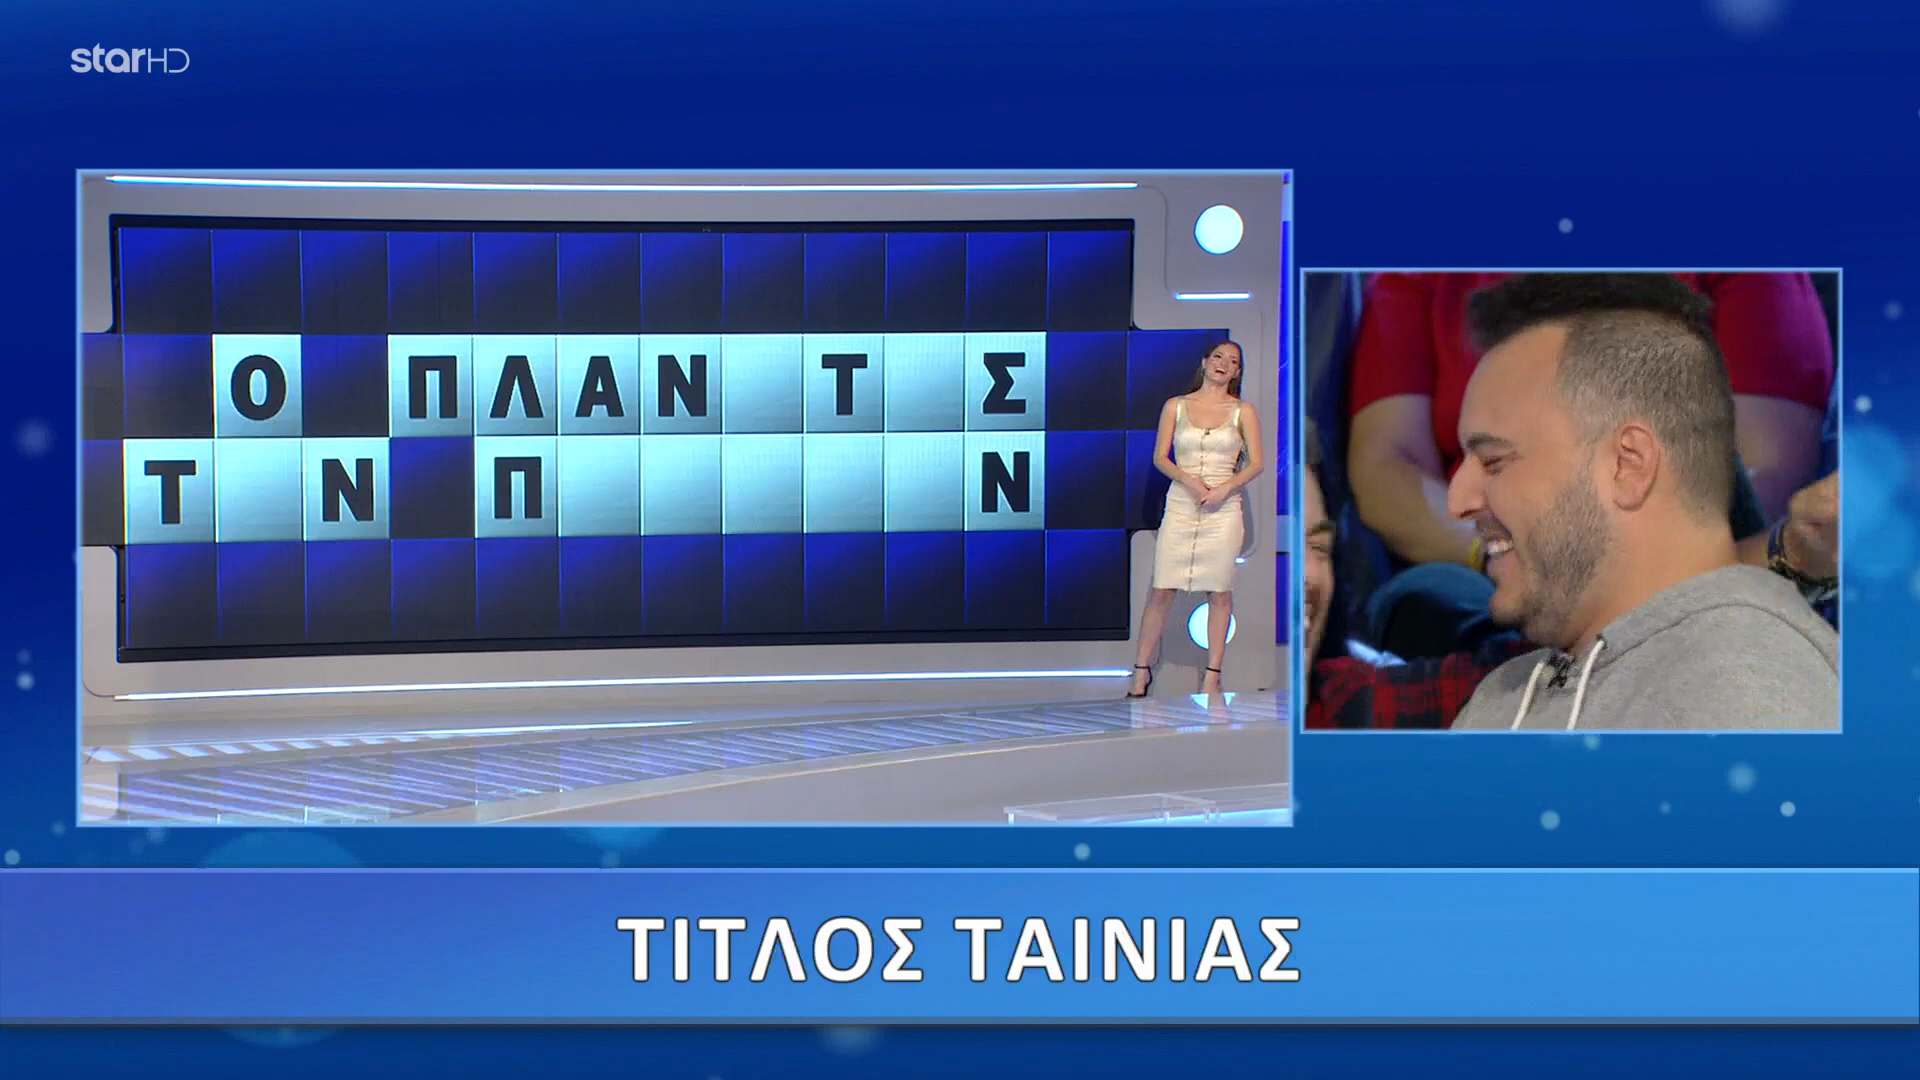 starHD
Ο ΠΛΑΝ Τ Σ
Τ Ν Π Ν
ΤΙΤΛΟΣ ΤΑΙΝΙΑΣ